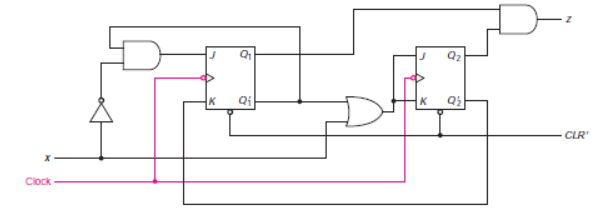 z
J Q₁
J Q₂
K Q₁′
K Q₂′
CLR′
x
Clock